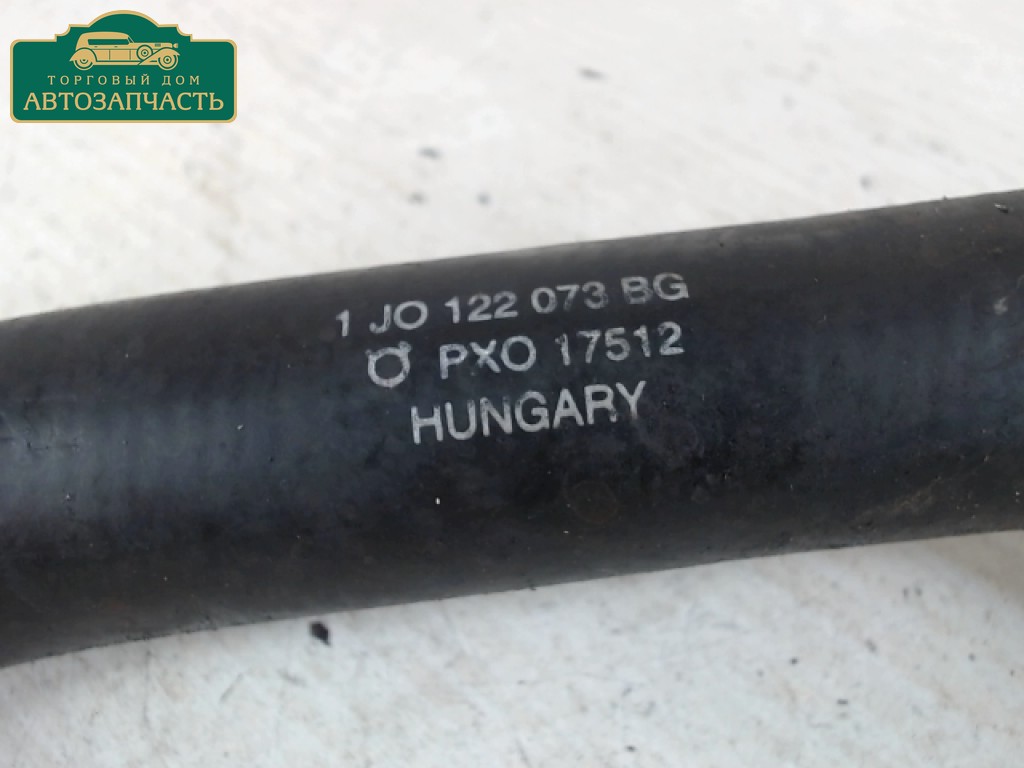 ТОРГОВЫЙ ДОМ
АВТОЗАПЧАСТЬ
1 JO 122 073 BG
PXO 17512
HUNGARY